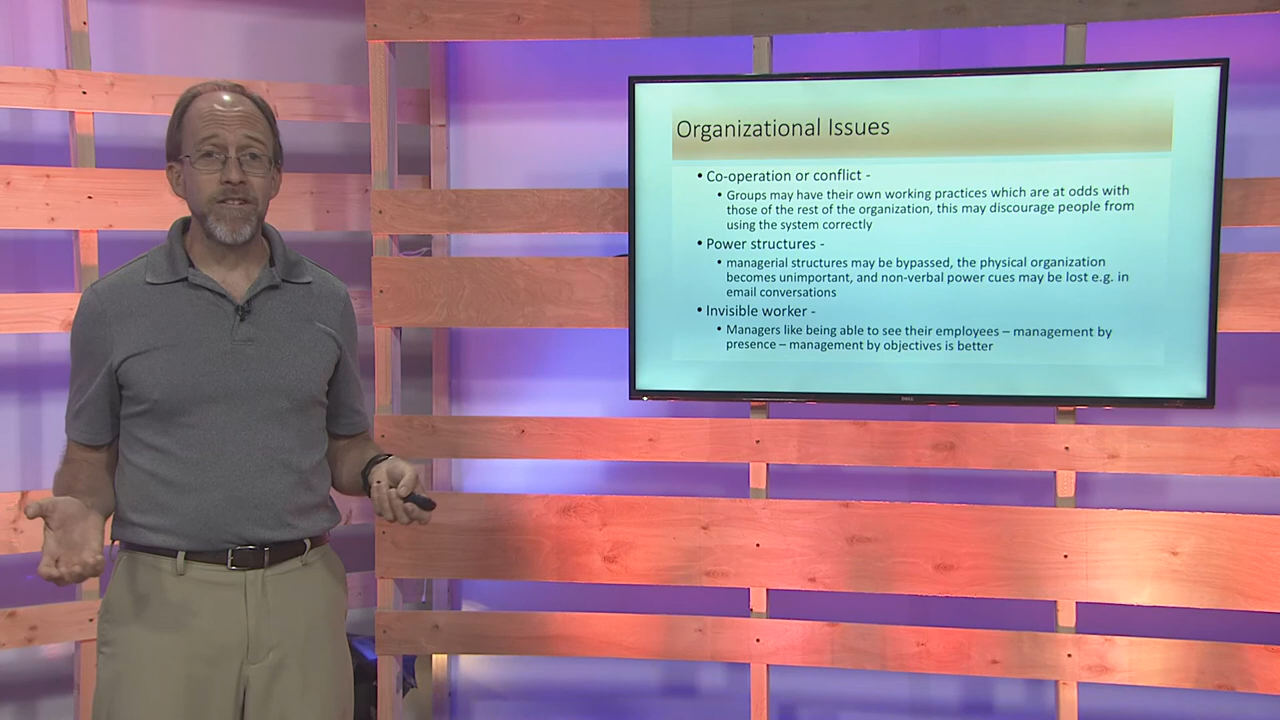 Organizational Issues
• Co-operation or conflict -
• Groups may have their own working practices which are at odds with
those of the rest of the organization, this may discourage people from
using the system correctly
• Power structures -
• managerial structures may be bypassed, the physical organization
becomes unimportant, and non-verbal power cues may be lost e.g. in
email conversations
• Invisible worker -
• Managers like being able to see their employees – management by
presence – management by objectives is better
DELL